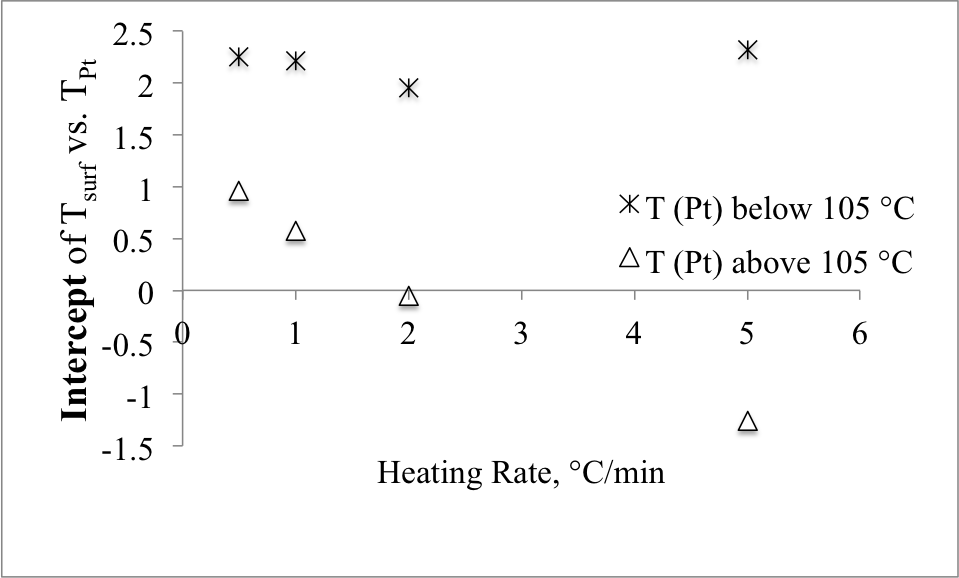 2.5
2
1.5
1
0.5
0
-0.5
-1
-1.5
Intercept of Tsurf vs. TPt
0 1 2 3 4 5 6
T (Pt) below 105 °C
T (Pt) above 105 °C
Heating Rate, °C/min